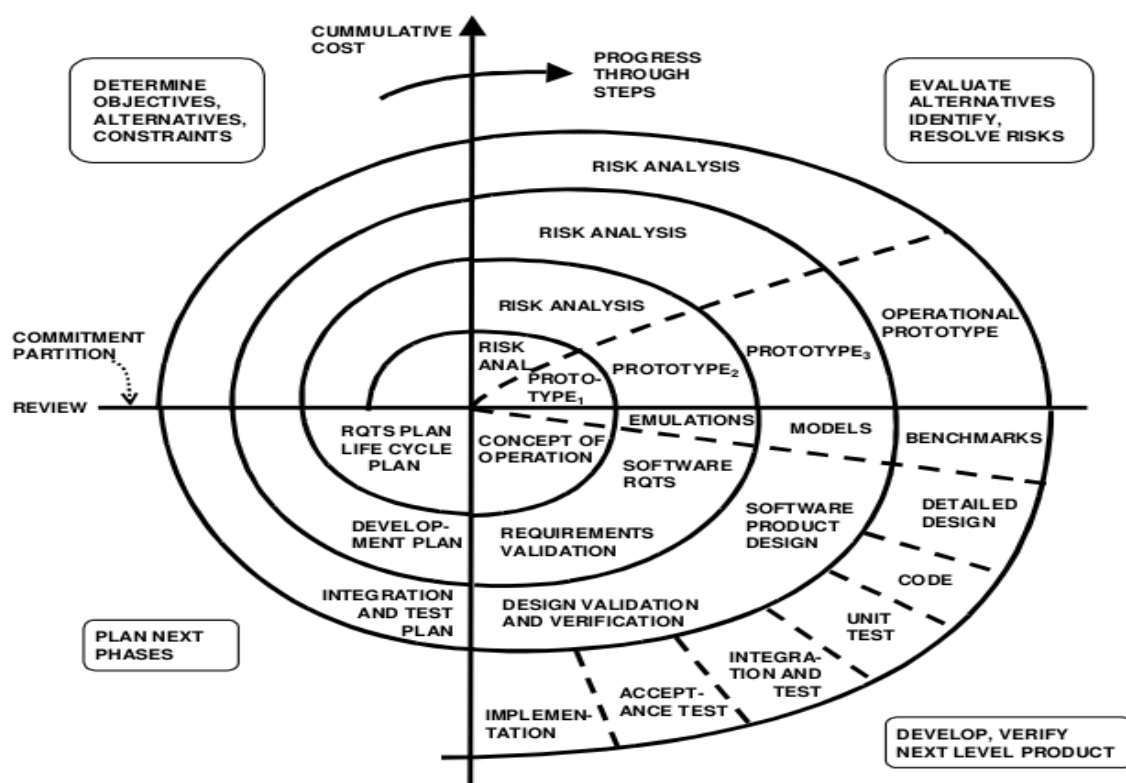 CUMMULATIVE
COST
PROGRESS
THROUGH
STEPS
DETERMINE
OBJECTIVES,
ALTERNATIVES,
CONSTRAINTS
EVALUATE
ALTERNATIVES
IDENTIFY,
RESOLVE RISKS
RISK ANALYSIS
RISK ANALYSIS
RISK ANALYSIS
RISK
ANAL.
PROTO-
TYPE1
PROTOTYPE2
PROTOTYPE3
OPERATIONAL
PROTOTYPE
COMMITMENT
PARTITION
REVIEW
EMULATIONS
MODELS
BENCHMARKS
RQTS PLAN
LIFE CYCLE
PLAN
CONCEPT OF
OPERATION
SOFTWARE
RQTS
SOFTWARE
PRODUCT
DESIGN
DETAILED
DESIGN
DEVELOP-
MENT PLAN
REQUIREMENTS
VALIDATION
CODE
INTEGRATION
AND TEST
PLAN
DESIGN VALIDATION
AND VERIFICATION
UNIT
TEST
INTEGRA-
TION AND
TEST
ACCEPT-
ANCE TEST
IMPLEMEN-
TATION
PLAN NEXT
PHASES
DEVELOP, VERIFY
NEXT LEVEL PRODUCT